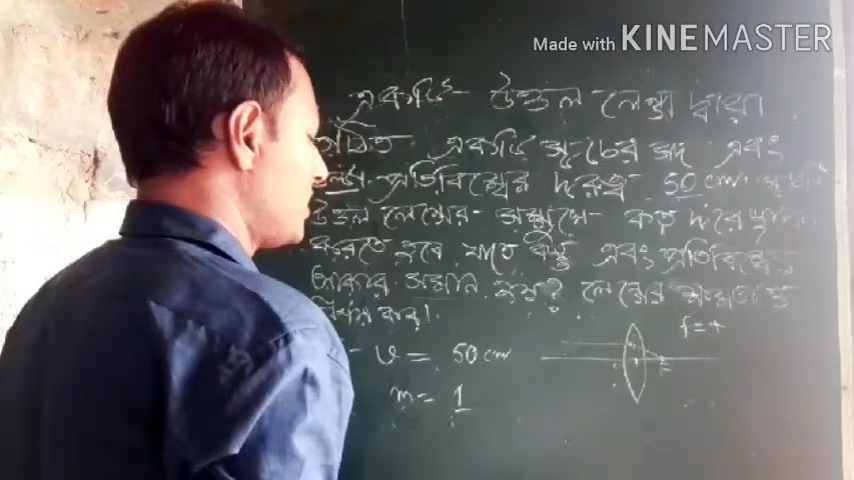 Made with KINEMASTER
একটি উত্তল লেন্স দ্বারা
গঠিত একটি সূচের সদ এবং
উল্টা প্রতিবিম্বের দূরত্ব 50 cm.
উত্তল লেন্সের সম্মুখে কত দূরে স্থাপন
করতে হবে যাতে বস্তু এবং প্রতিবিম্বের
আকার সমান হয়? লেন্সের ক্ষমতাও
নির্ণয় কর।
v = 50 cm
f = +
m = 1